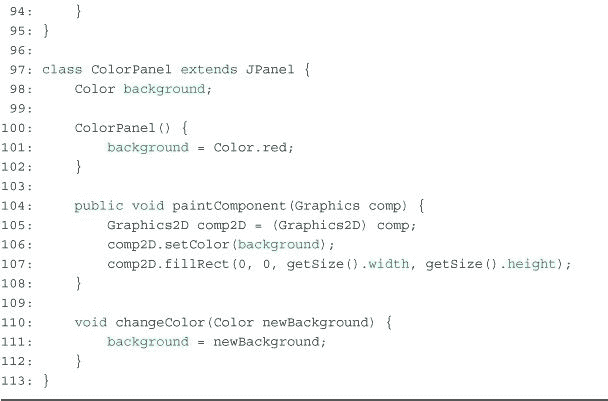 94:     }
95: }
96:
97: class ColorPanel extends JPanel {
98:     Color background;
99:
100:     ColorPanel() {
101:         background = Color.red;
102:     }
103:
104:     public void paintComponent(Graphics comp) {
105:         Graphics2D comp2D = (Graphics2D) comp;
106:         comp2D.setColor(background);
107:         comp2D.fillRect(0, 0, getSize().width, getSize().height);
108:     }
109:
110:     void changeColor(Color newBackground) {
111:         background = newBackground;
112:     }
113: }